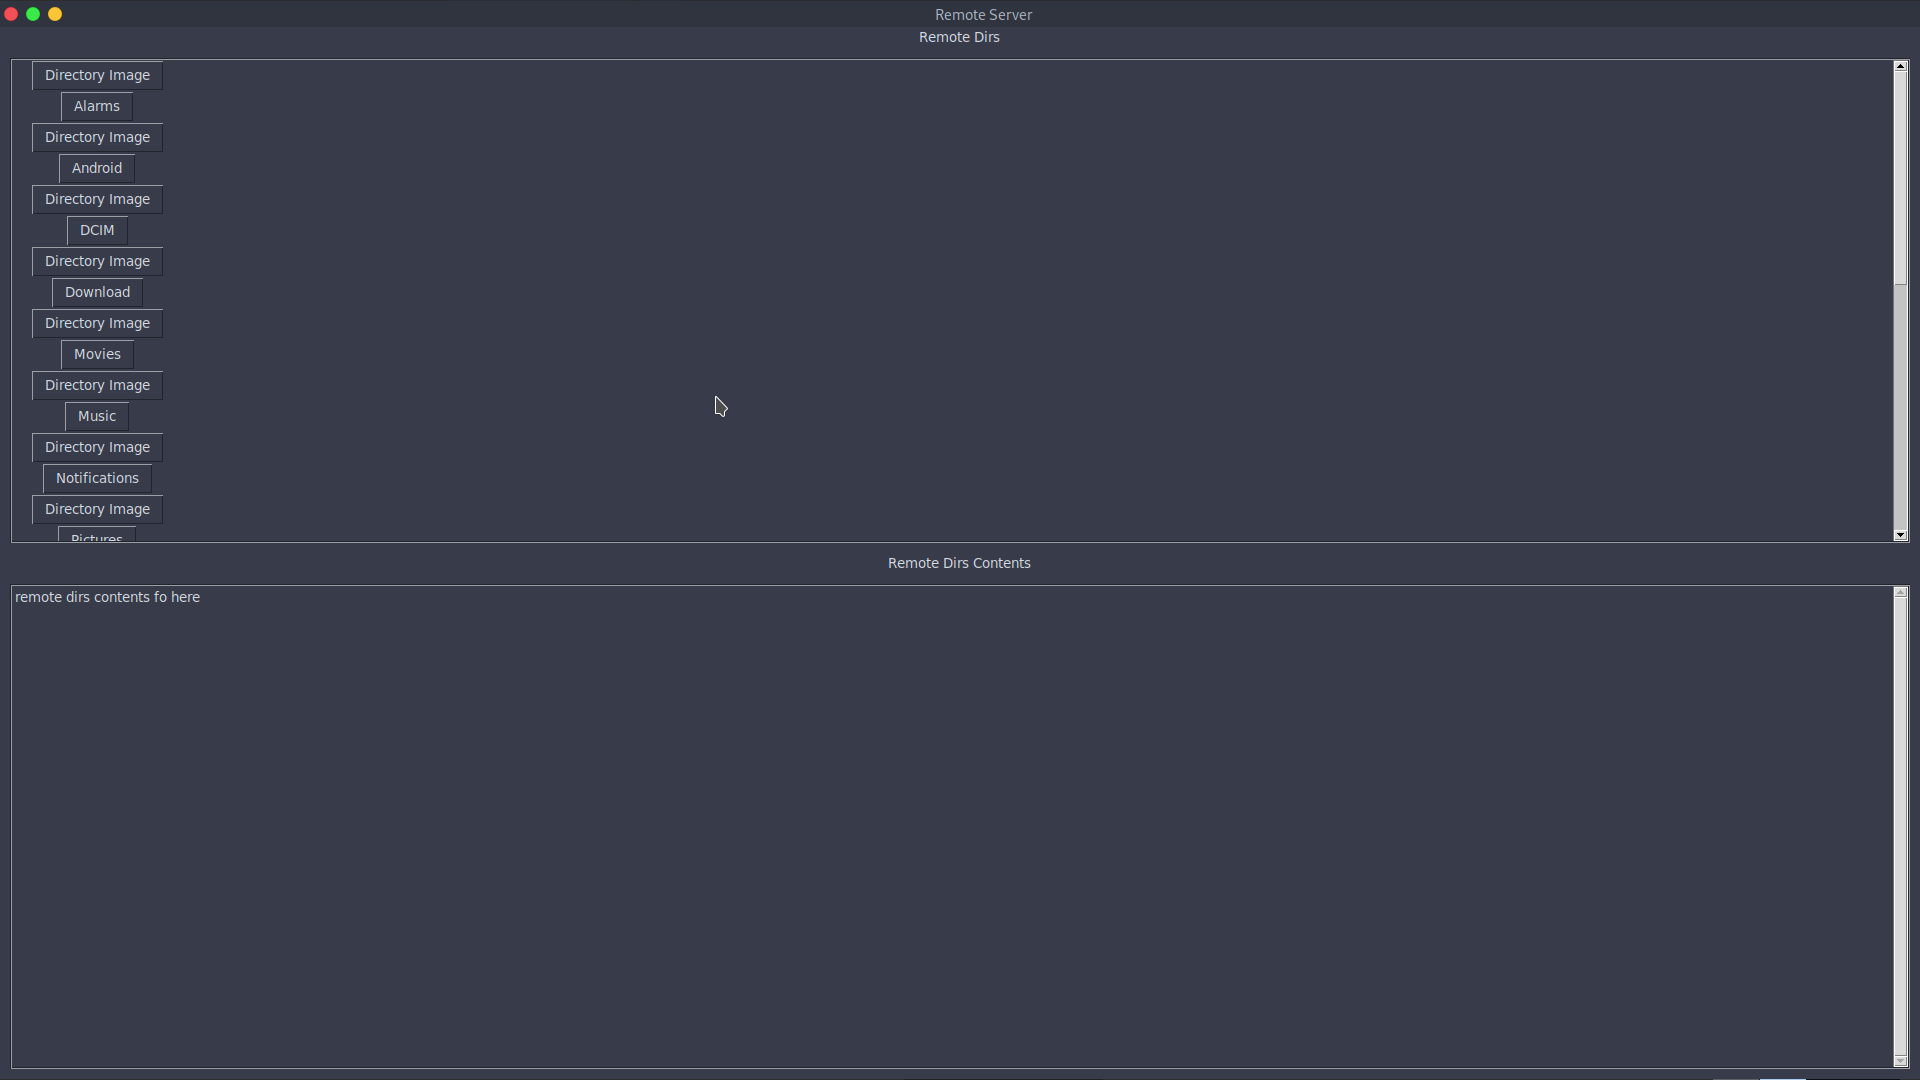 Remote Server
Remote Dirs
Directory Image
Alarms
Directory Image
Android
Directory Image
DCIM
Directory Image
Download
Directory Image
Movies
Directory Image
Music
Directory Image
Notifications
Directory Image
Pictures
Remote Dirs Contents
remote dirs contents fo here